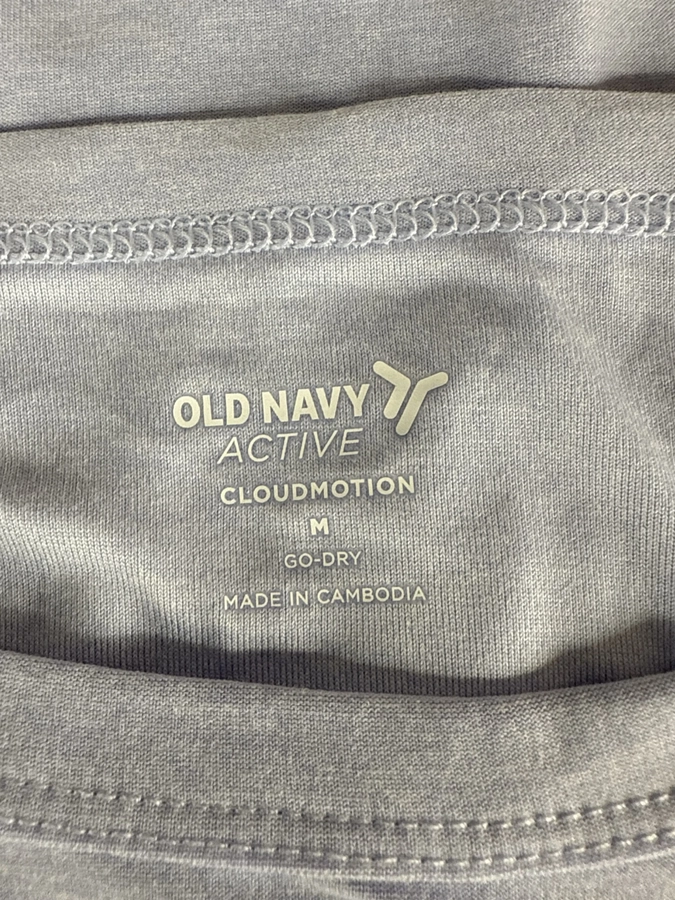 OLD NAVY
ACTIVE
CLOUDMOTION
M
GO-DRY
MADE IN CAMBODIA